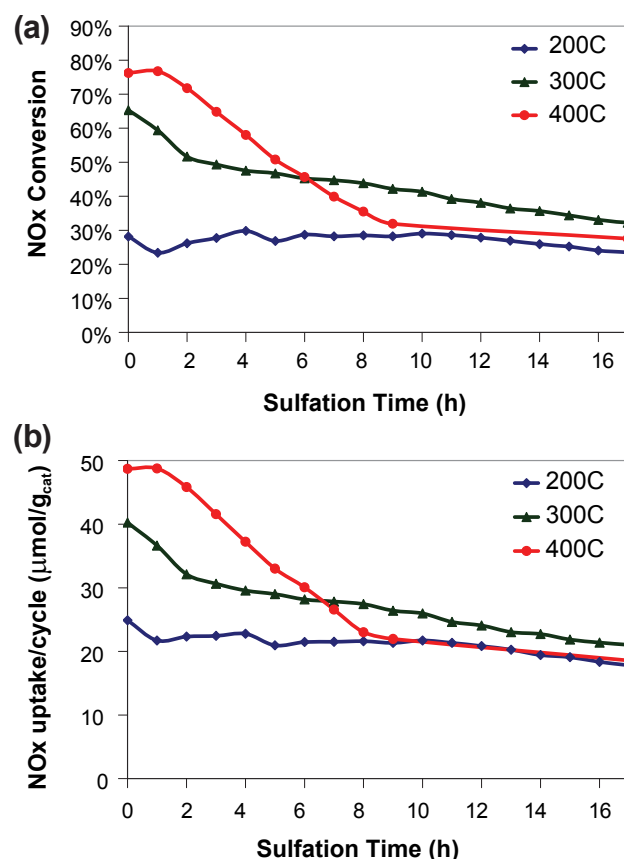 (a)
NOx Conversion
90%
80%
70%
60%
50%
40%
30%
20%
10%
0%
200C
300C
400C
0 2 4 6 8 10 12 14 16
Sulfation Time (h)
(b)
NOx uptake/cycle (μmol/gcat)
50
40
30
20
10
0
200C
300C
400C
0 2 4 6 8 10 12 14 16
Sulfation Time (h)